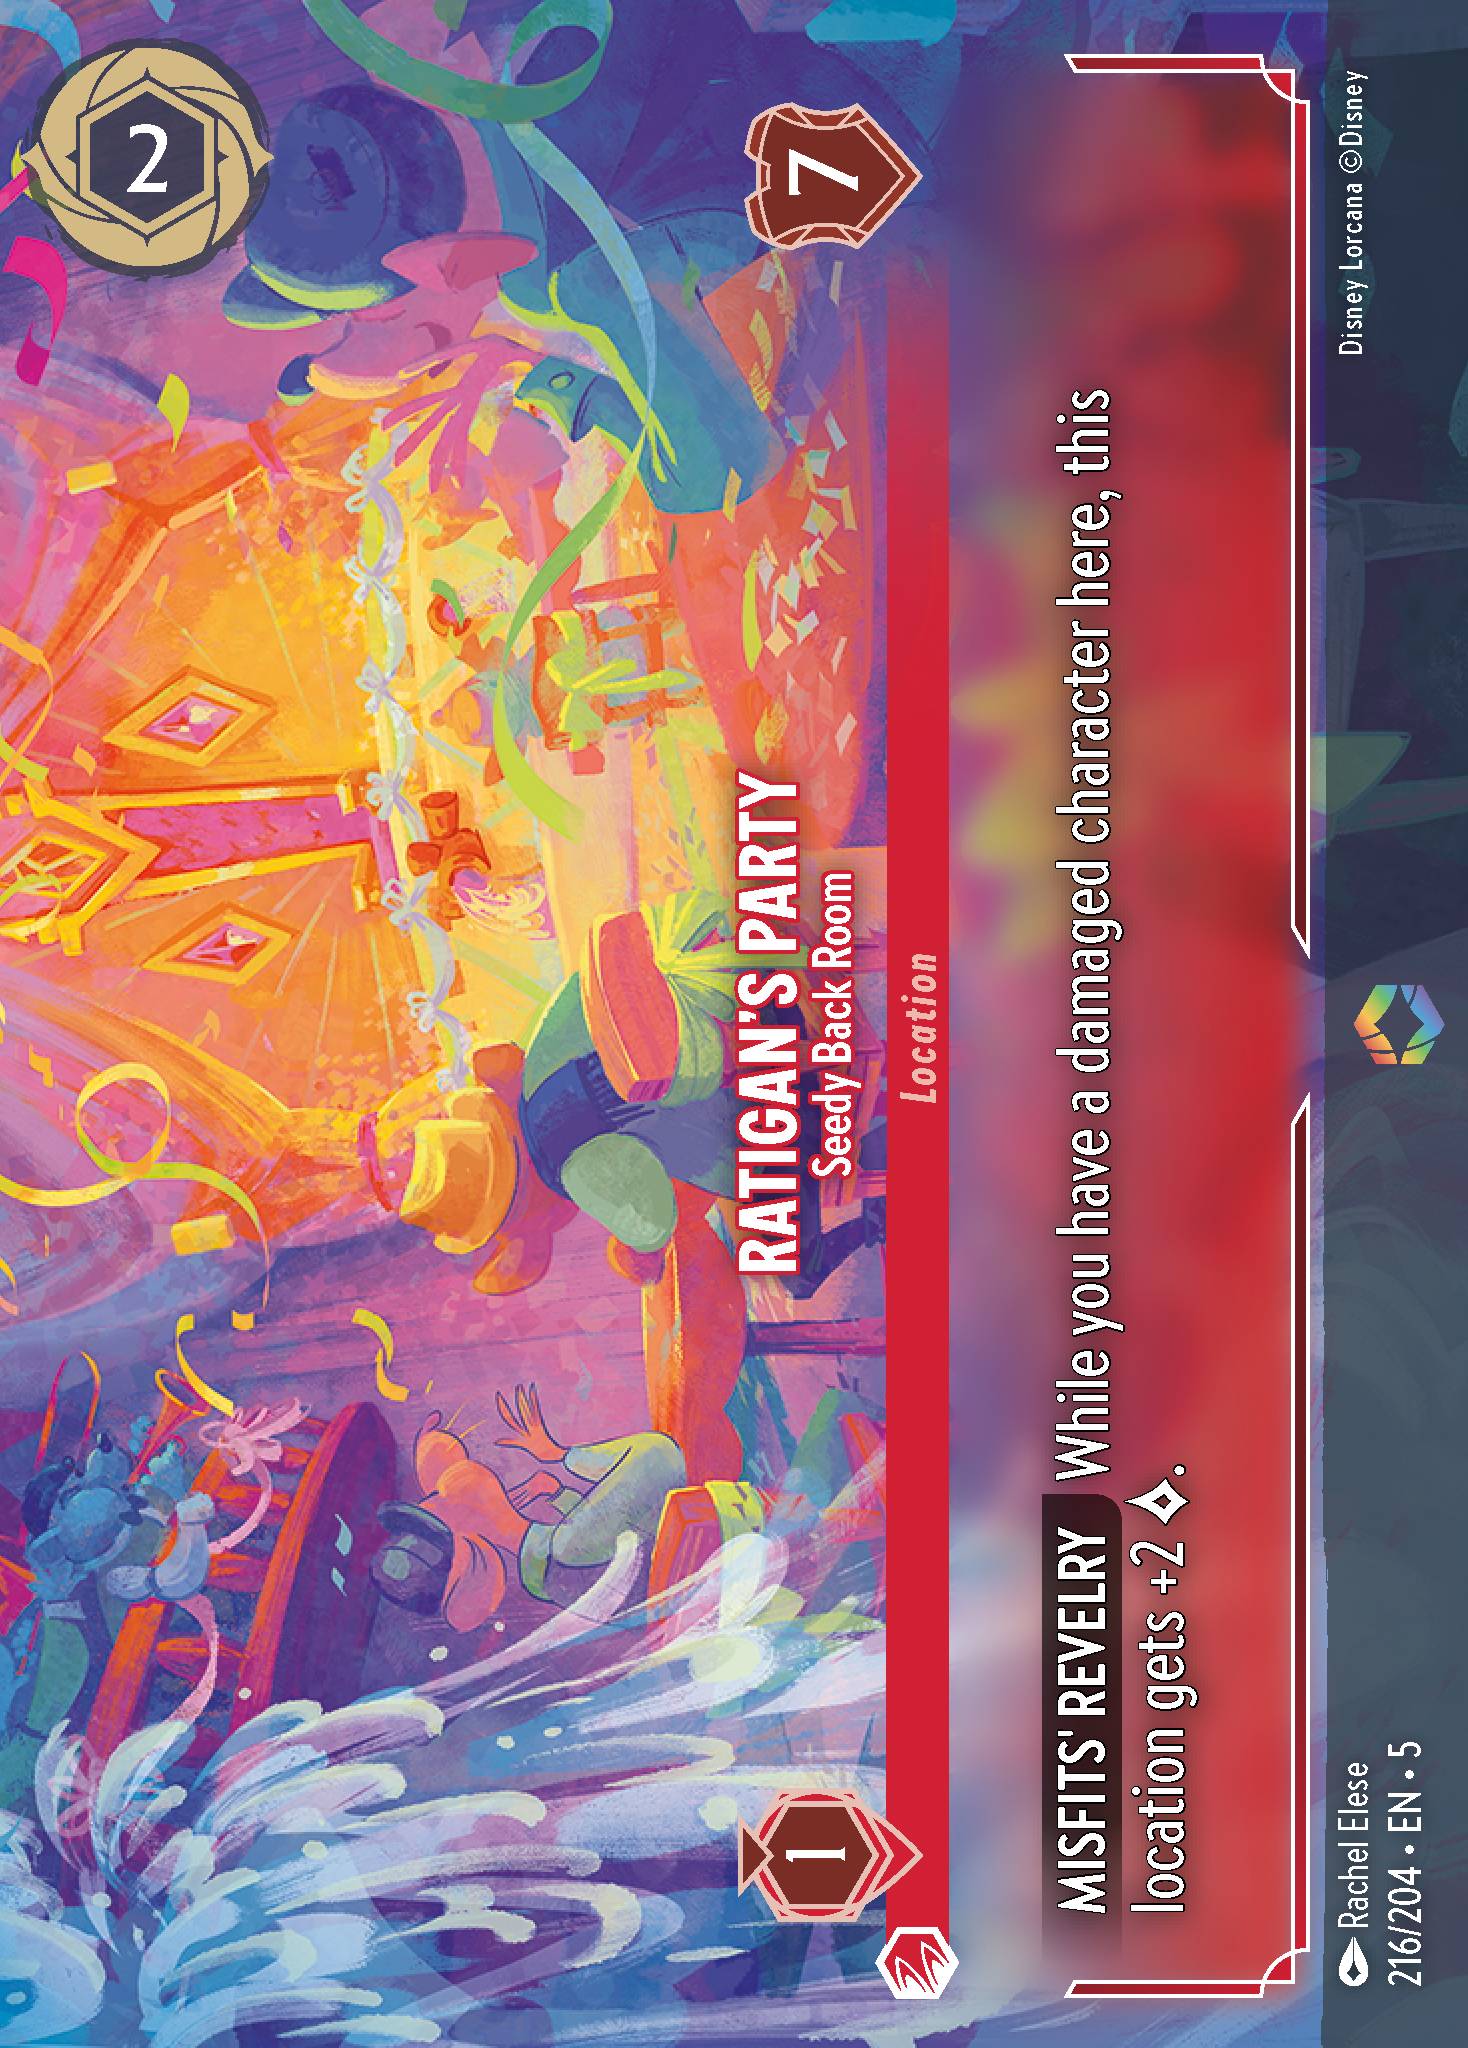 2
RATIGAN'S PARTY
Seedy Back Room
1
7
Location
MISFITS' REVELRY While you have a damaged character here, this
location gets +2 .
Rachel Elese
216/204 • EN • 5
Disney Lorcana ©Disney